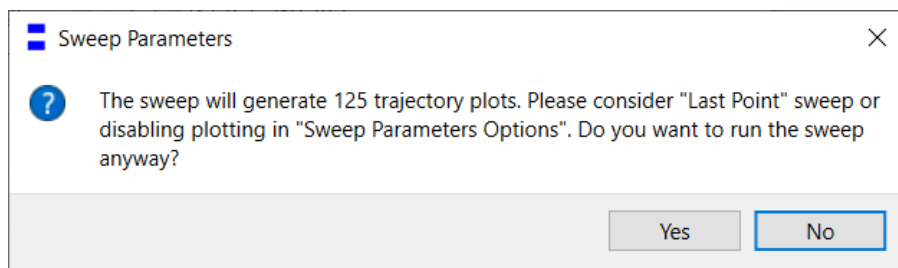 Sweep Parameters
The sweep will generate 125 trajectory plots. Please consider "Last Point" sweep or
disabling plotting in "Sweep Parameters Options". Do you want to run the sweep
anyway?
Yes
No